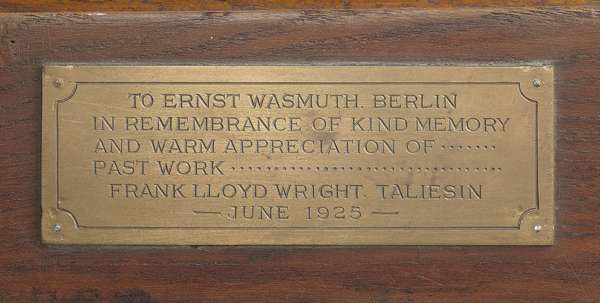 TO ERNST WASMUTH. BERLIN
IN REMEMBRANCE OF KIND MEMORY
AND WARM APPRECIATION OF ·······
PAST WORK ··································
FRANK LLOYD WRIGHT. TALIESIN
— JUNE 1925 —